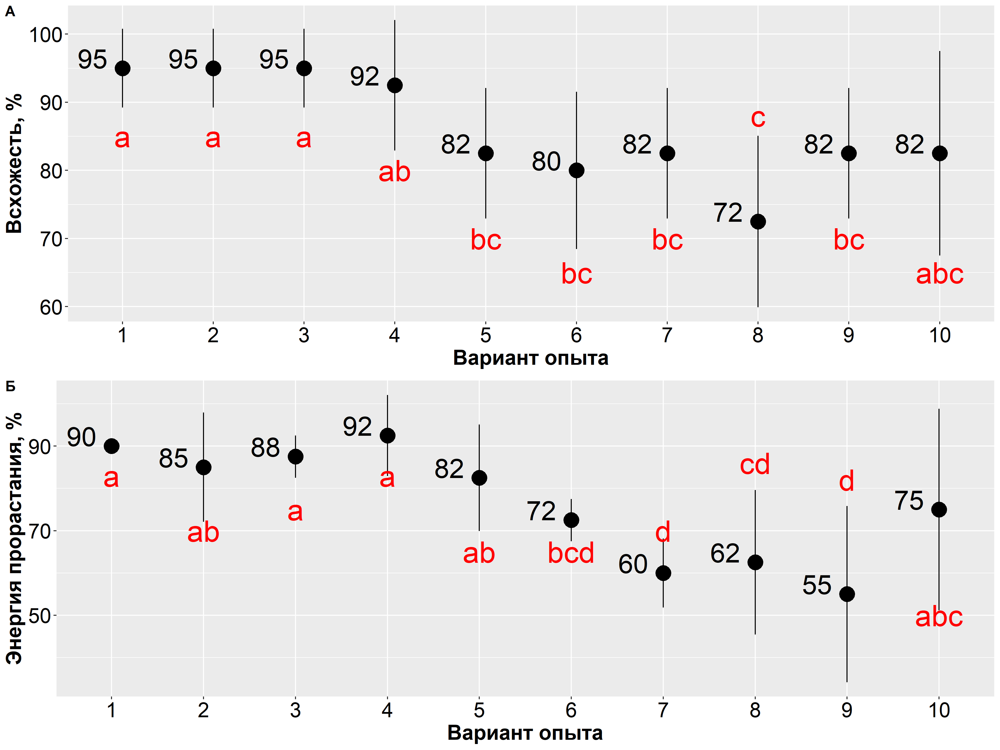 А
Всхожесть, %
100
90
80
70
60
95 95 95 92 82 80 82 72 82 82
a a a ab bc bc bc c bc abc
1 2 3 4 5 6 7 8 9 10
Вариант опыта
Б
Энергия прорастания, %
90
70
50
90 85 88 92 82 72 60 62 55 75
a ab a a ab bcd d cd d abc
1 2 3 4 5 6 7 8 9 10
Вариант опыта